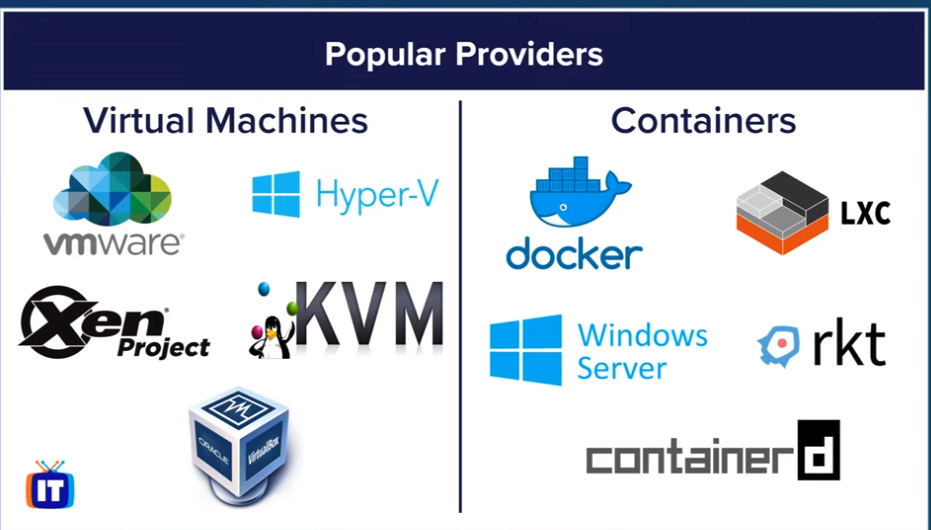 Popular Providers
Virtual Machines
vmware®
Hyper-V
Xen®
Project
KVM
ORACLE
VirtualBox
Containers
docker
LXC
Windows
Server
rkt
containerd
IT